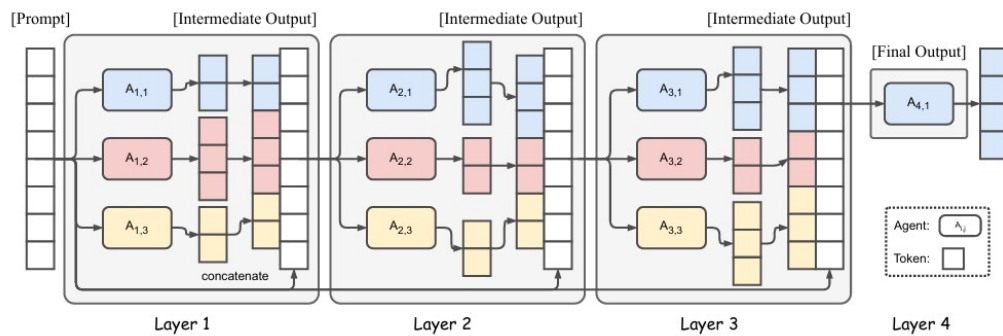 [Prompt]
[Intermediate Output]
[Intermediate Output]
[Intermediate Output]
[Final Output]
A1,1
A2,1
A3,1
A4,1
A1,2
A2,2
A3,2
A1,3
A2,3
A3,3
concatenate
Agent:
Ai,j
Token:
Layer 1
Layer 2
Layer 3
Layer 4